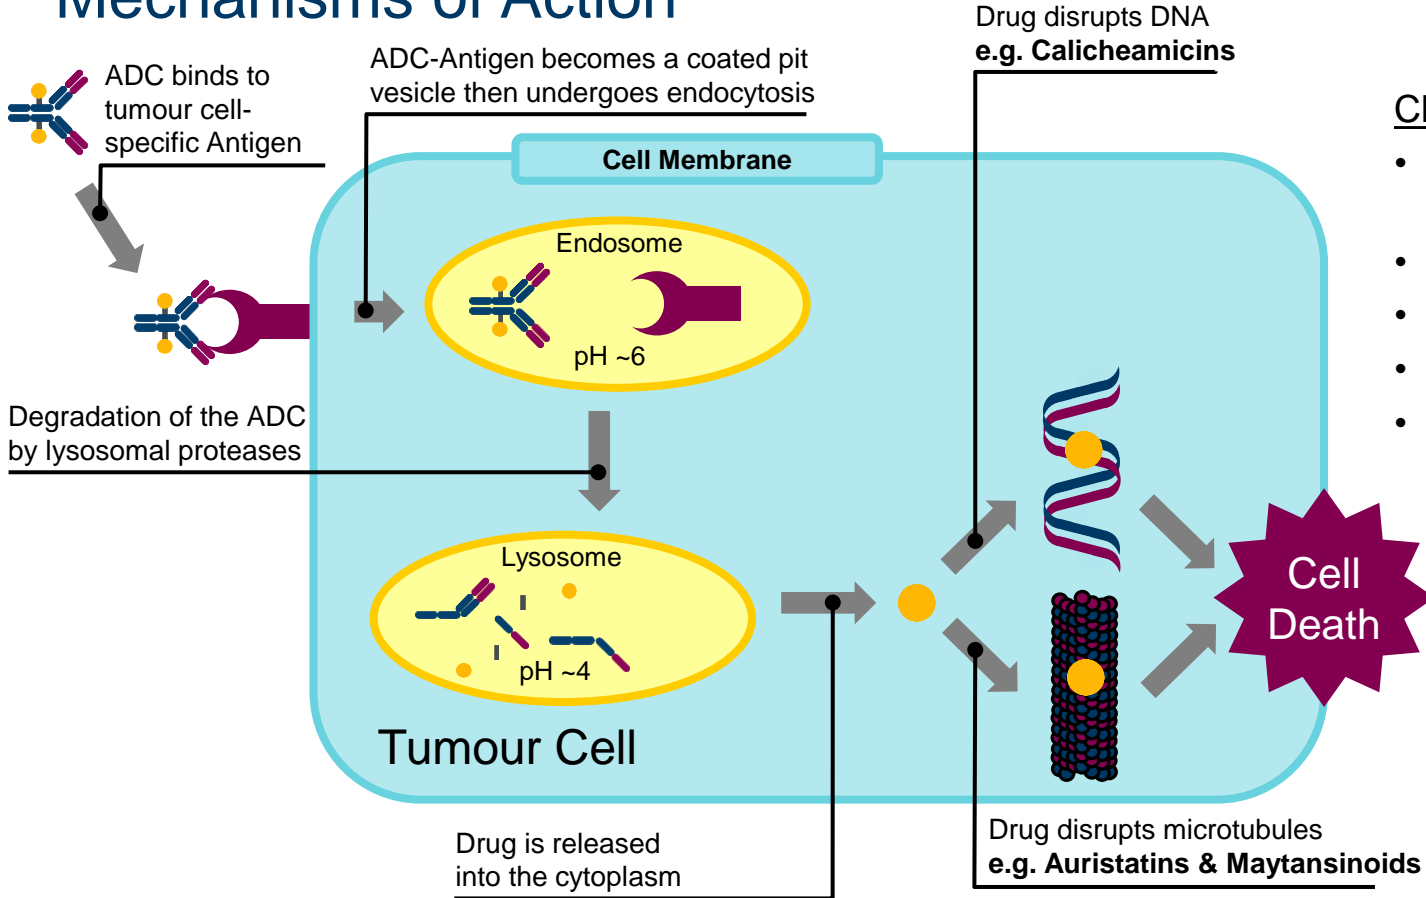 Mechanisms of Action
Drug disrupts DNA
e.g. Calicheamicins
ADC binds to
tumour cell-
specific Antigen
ADC-Antigen becomes a coated pit
vesicle then undergoes endocytosis
Cell Membrane
Endosome
pH ~6
Degradation of the ADC
by lysosomal proteases
Lysosome
pH ~4
Cell
Death
Tumour Cell
Drug is released
into the cytoplasm
Drug disrupts microtubules
e.g. Auristatins & Maytansinoids